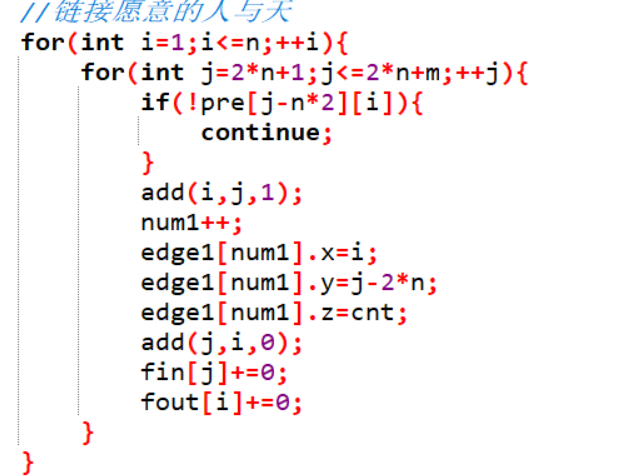 //链接愿意的人与天
for(int i=1;i<=n;++i){
for(int j=2*n+1;j<=2*n+m;++j){
if(!pre[j-n*2][i]){
continue;
}
add(i,j,1);
num1++;
edge1[num1].x=i;
edge1[num1].y=j-2*n;
edge1[num1].z=cnt;
add(j,i,0);
fin[j]+=0;
fout[i]+=0;
}
}